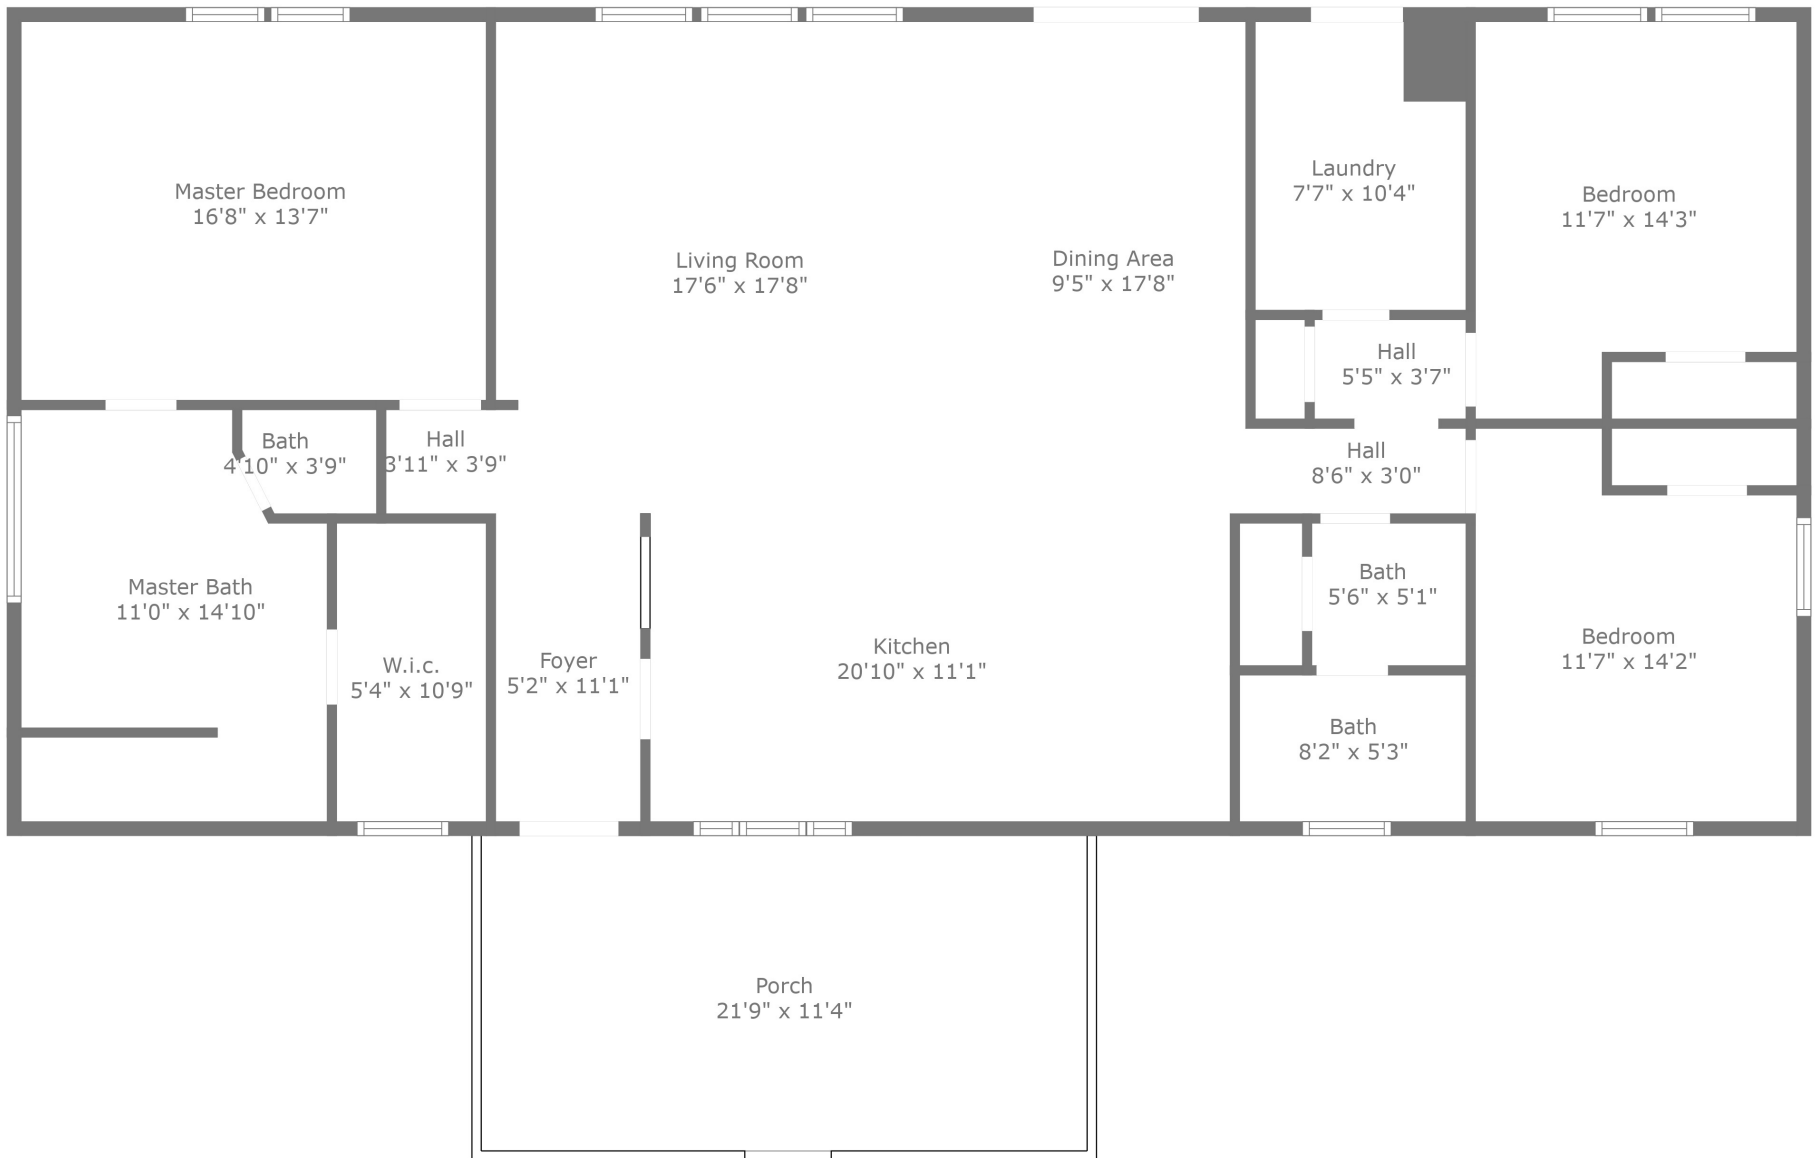 Master Bedroom
16'8" x 13'7"
Living Room
17'6" x 17'8"
Dining Area
9'5" x 17'8"
Laundry
7'7" x 10'4"
Bedroom
11'7" x 14'3"
Hall
5'5" x 3'7"
Bath
4'10" x 3'9"
Hall
3'11" x 3'9"
Hall
8'6" x 3'0"
Master Bath
11'0" x 14'10"
W.i.c.
5'4" x 10'9"
Foyer
5'2" x 11'1"
Kitchen
20'10" x 11'1"
Bath
5'6" x 5'1"
Bedroom
11'7" x 14'2"
Bath
8'2" x 5'3"
Porch
21'9" x 11'4"